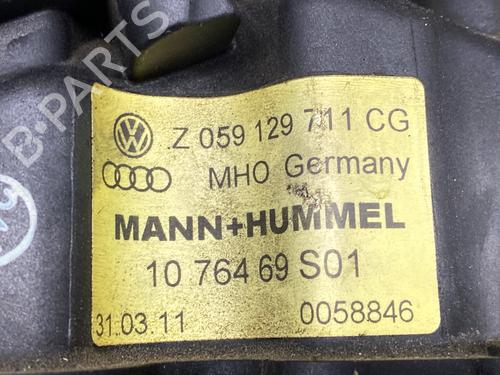 B-PARTS
Z 059 129 711 CG
MHO Germany
MANN+HUMMEL
10 764 69 S01
31.03.11 0058846